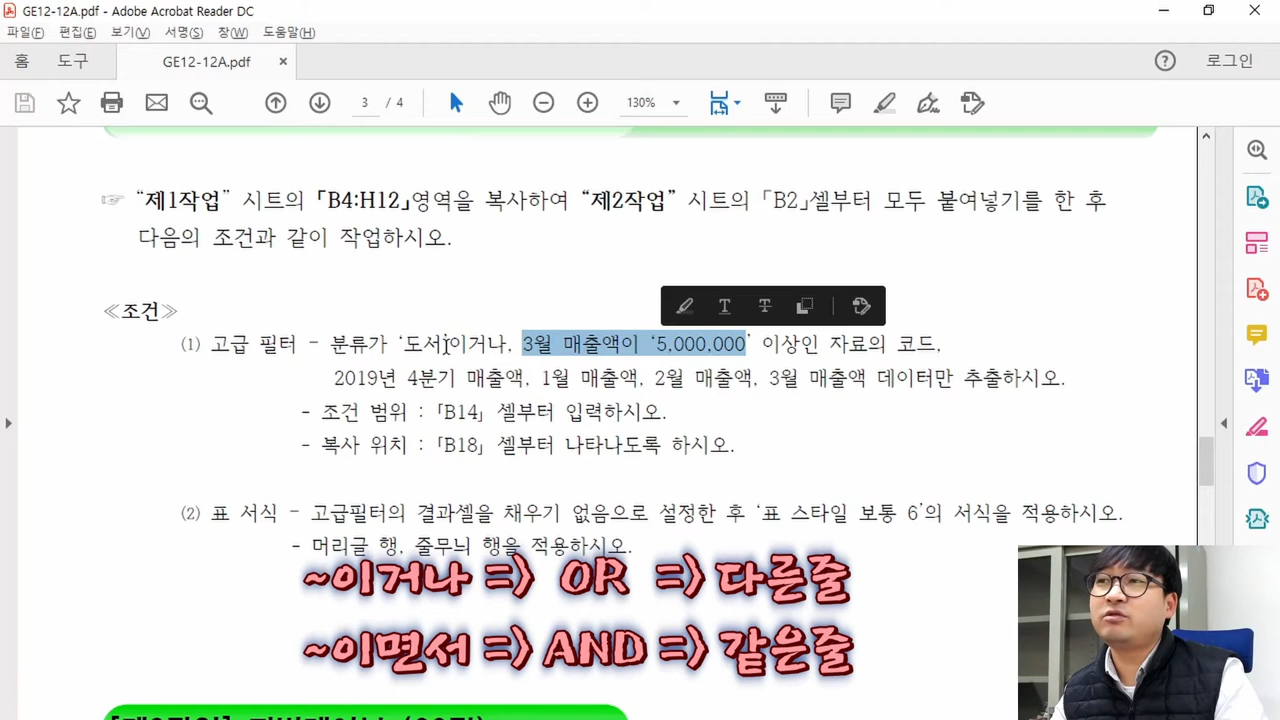 GE12-12A.pdf - Adobe Acrobat Reader DC
파일(F) 편집(E) 보기(V) 서명(S) 창(W) 도움말(H)
홈 도구 GE12-12A.pdf × 로그인
3 / 4 130%
☞ “제1작업” 시트의 「B4:H12」영역을 복사하여 “제2작업” 시트의 「B2」셀부터 모두 붙여넣기를 한 후
다음의 조건과 같이 작업하시오.
≪조건≫
(1) 고급 필터 - 분류가 ‘도서’이거나, 3월 매출액이 ‘5,000,000’ 이상인 자료의 코드,
2019년 4분기 매출액, 1월 매출액, 2월 매출액, 3월 매출액 데이터만 추출하시오.
- 조건 범위 : 「B14」 셀부터 입력하시오.
- 복사 위치 : 「B18」 셀부터 나타나도록 하시오.
(2) 표 서식 - 고급필터의 결과셀을 채우기 없음으로 설정한 후 ‘표 스타일 보통 6’의 서식을 적용하시오.
- 머리글 행, 줄무늬 행을 적용하시오.
~이거나 => OR => 다른줄
~이면서 => AND => 같은줄